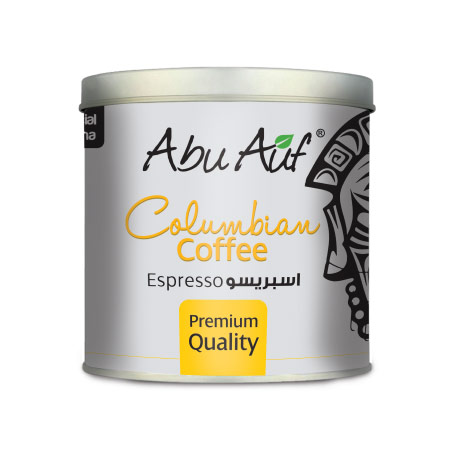 Abu Auf®
Columbian
Coffee
Espresso اسبريسو
Premium
Quality